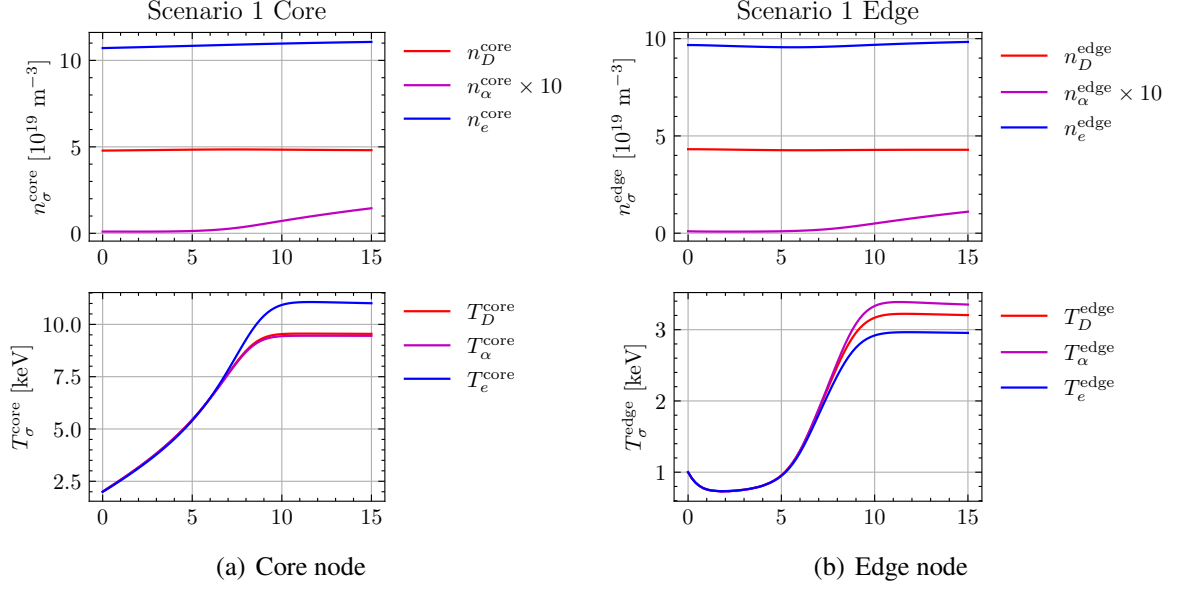 Scenario 1 Core
n_σ^core [10^19 m^−3]
10
5
0
0 5 10 15
n_D^core
n_α^core × 10
n_e^core
T_σ^core [keV]
10.0
7.5
5.0
2.5
0 5 10 15
T_D^core
T_α^core
T_e^core
(a) Core node
Scenario 1 Edge
n_σ^edge [10^19 m^−3]
10
5
0
0 5 10 15
n_D^edge
n_α^edge × 10
n_e^edge
T_σ^edge [keV]
3
2
1
0 5 10 15
T_D^edge
T_α^edge
T_e^edge
(b) Edge node